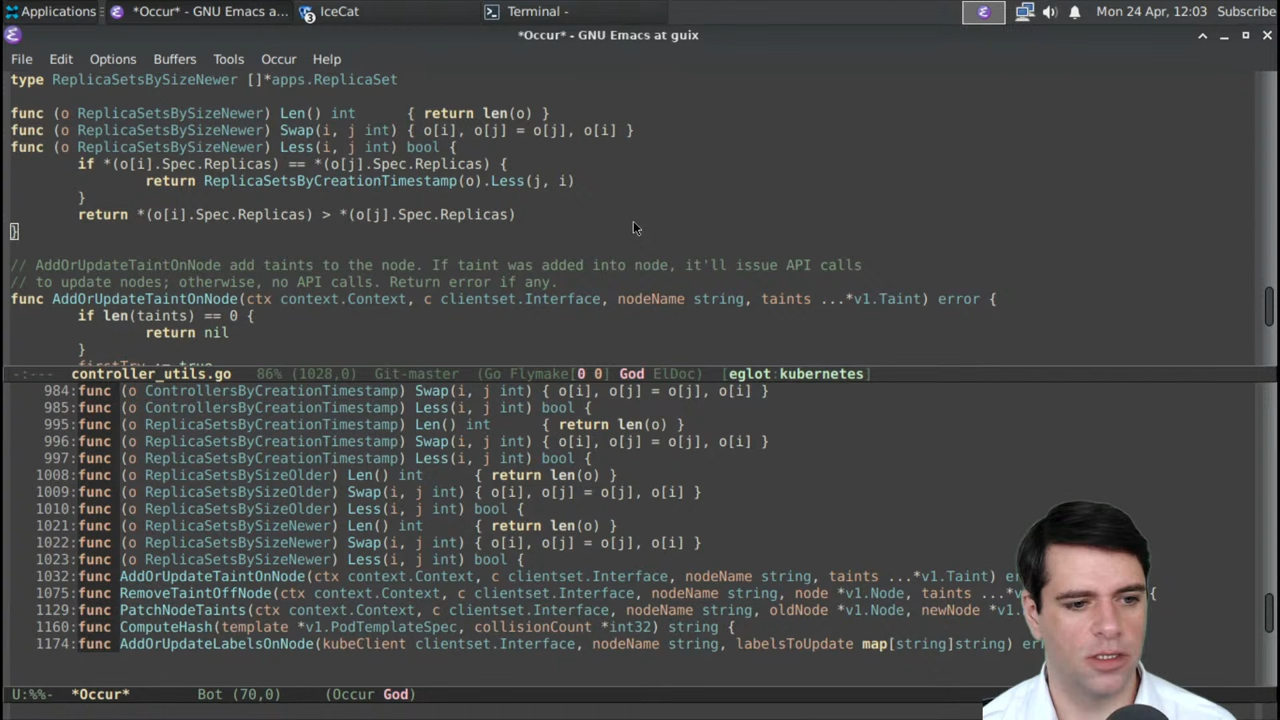 Applications *Occur* - GNU Emacs a... 3 IceCat Terminal - Mon 24 Apr, 12:03 Subscribe
*Occur* - GNU Emacs at guix
File Edit Options Buffers Tools Occur Help
type ReplicaSetsBySizeNewer []*apps.ReplicaSet
func (o ReplicaSetsBySizeNewer) Len() int { return len(o) }
func (o ReplicaSetsBySizeNewer) Swap(i, j int) { o[i], o[j] = o[j], o[i] }
func (o ReplicaSetsBySizeNewer) Less(i, j int) bool {
if *(o[i].Spec.Replicas) == *(o[j].Spec.Replicas) {
return ReplicaSetsByCreationTimestamp(o).Less(j, i)
}
return *(o[i].Spec.Replicas) > *(o[j].Spec.Replicas)
}
// AddOrUpdateTaintOnNode add taints to the node. If taint was added into node, it'll issue API calls
// to update nodes; otherwise, no API calls. Return error if any.
func AddOrUpdateTaintOnNode(ctx context.Context, c clientset.Interface, nodeName string, taints ...*v1.Taint) error {
if len(taints) == 0 {
return nil
}
firstTry := true
-:--- controller_utils.go 86% (1028,0) Git-master (Go Flymake[0 0] God ElDoc) [eglot:kubernetes]
984:func (o ControllersByCreationTimestamp) Swap(i, j int) { o[i], o[j] = o[j], o[i] }
985:func (o ControllersByCreationTimestamp) Less(i, j int) bool {
995:func (o ReplicaSetsByCreationTimestamp) Len() int { return len(o) }
996:func (o ReplicaSetsByCreationTimestamp) Swap(i, j int) { o[i], o[j] = o[j], o[i] }
997:func (o ReplicaSetsByCreationTimestamp) Less(i, j int) bool {
1008:func (o ReplicaSetsBySizeOlder) Len() int { return len(o) }
1009:func (o ReplicaSetsBySizeOlder) Swap(i, j int) { o[i], o[j] = o[j], o[i] }
1010:func (o ReplicaSetsBySizeOlder) Less(i, j int) bool {
1021:func (o ReplicaSetsBySizeNewer) Len() int { return len(o) }
1022:func (o ReplicaSetsBySizeNewer) Swap(i, j int) { o[i], o[j] = o[j], o[i] }
1023:func (o ReplicaSetsBySizeNewer) Less(i, j int) bool {
1032:func AddOrUpdateTaintOnNode(ctx context.Context, c clientset.Interface, nodeName string, taints ...*v1.Taint) er
1075:func RemoveTaintOffNode(ctx context.Context, c clientset.Interface, nodeName string, node *v1.Node, taints ... {
1129:func PatchNodeTaints(ctx context.Context, c clientset.Interface, nodeName string, oldNode *v1.Node, newNode *v1.
1160:func ComputeHash(template *v1.PodTemplateSpec, collisionCount *int32) string {
1174:func AddOrUpdateLabelsOnNode(kubeClient clientset.Interface, nodeName string, labelsToUpdate map[string]string) er
U:%%- *Occur* Bot (70,0) (Occur God)